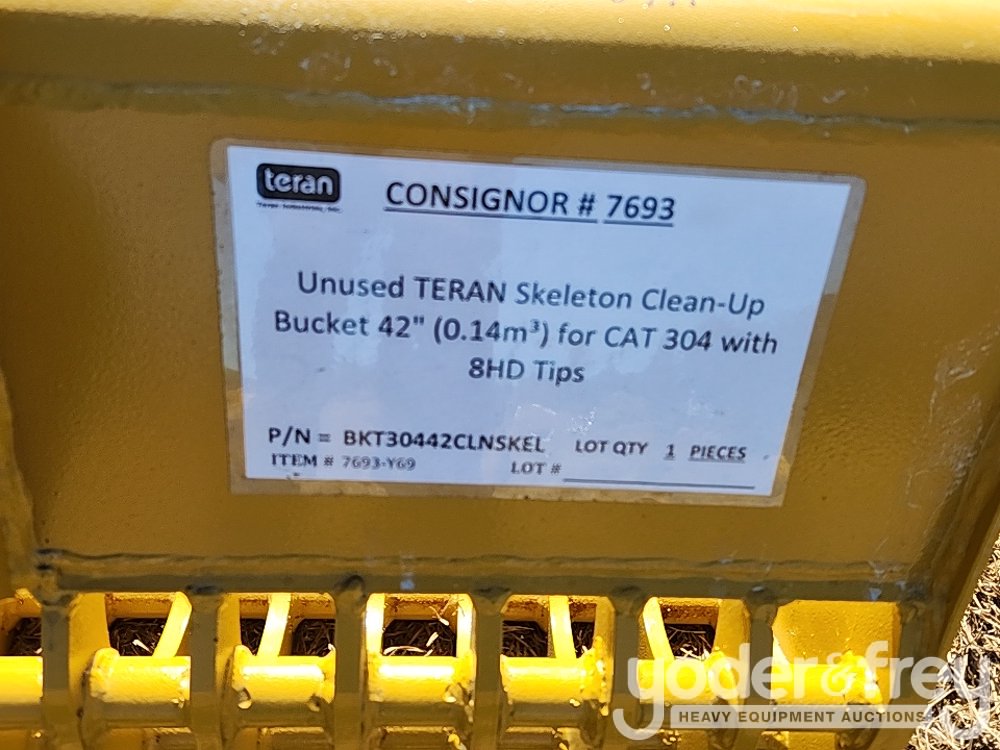 teran
CONSIGNOR # 7693
Unused TERAN Skeleton Clean-Up
Bucket 42" (0.14m³) for CAT 304 with
8HD Tips
P/N = BKT30442CLNSKEL LOT QTY 1 PIECES
ITEM # 7693-Y69 LOT #
yoder&frey
HEAVY EQUIPMENT AUCTIONS